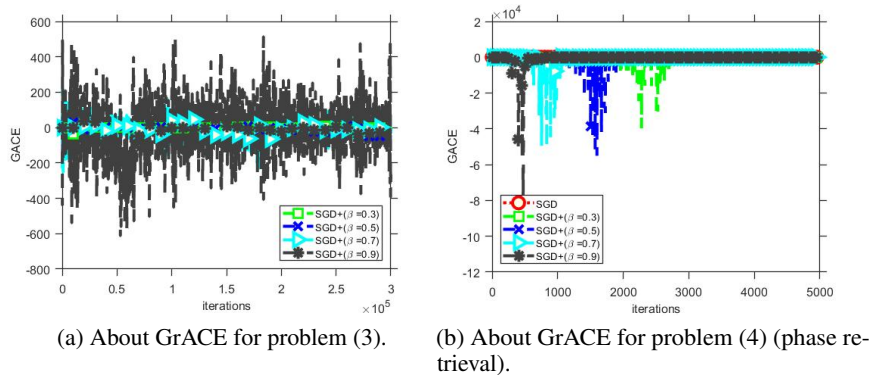 600
400
200
0
-200
-400
-600
-800
GACE
0 0.5 1 1.5 2 2.5 3
iterations
×10^5
SGD+(β=0.3)
SGD+(β=0.5)
SGD+(β=0.7)
SGD+(β=0.9)
(a) About GrACE for problem (3).
×10^4
2
0
-2
-4
-6
-8
-10
-12
GACE
0 1000 2000 3000 4000 5000
iterations
SGD
SGD+(β=0.3)
SGD+(β=0.5)
SGD+(β=0.7)
SGD+(β=0.9)
(b) About GrACE for problem (4) (phase re-
trieval).